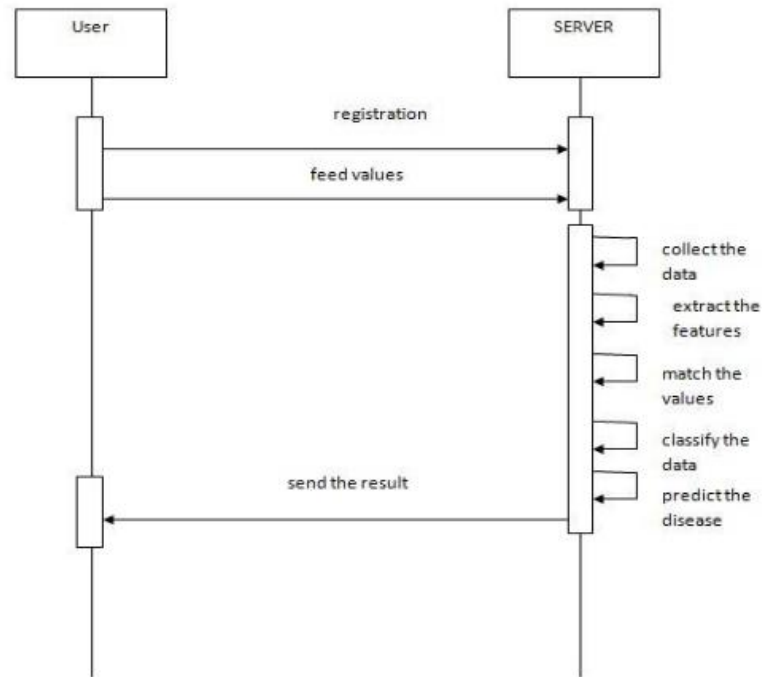 User
SERVER
registration
feed values
collect the
data
extract the
features
match the
values
classify the
data
send the result
predict the
disease